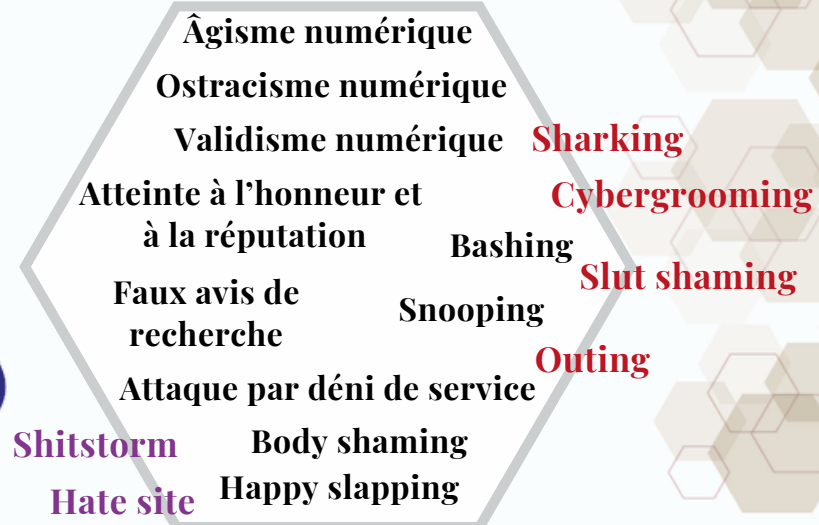 Âgisme numérique
Ostracisme numérique
Validisme numérique
Sharking
Atteinte à l’honneur et
à la réputation
Cybergrooming
Bashing
Slut shaming
Faux avis de
recherche
Snooping
Outing
Attaque par déni de service
Shitstorm
Body shaming
Hate site
Happy slapping